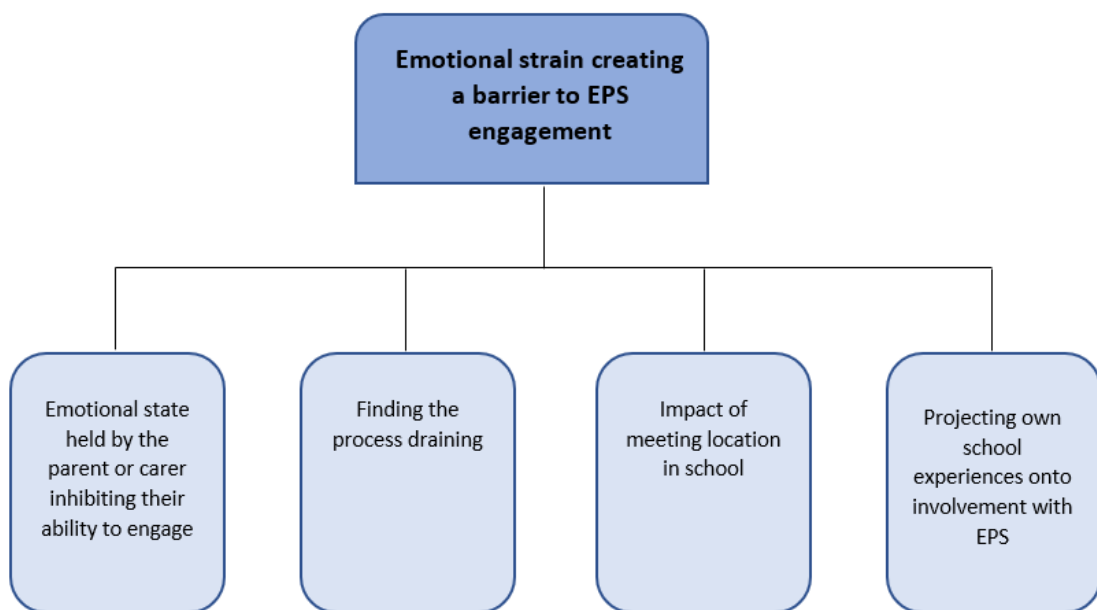 Emotional strain creating
a barrier to EPS
engagement
Emotional state
held by the
parent or carer
inhibiting their
ability to engage
Finding the
process draining
Impact of
meeting location
in school
Projecting own
school
experiences onto
involvement with
EPS